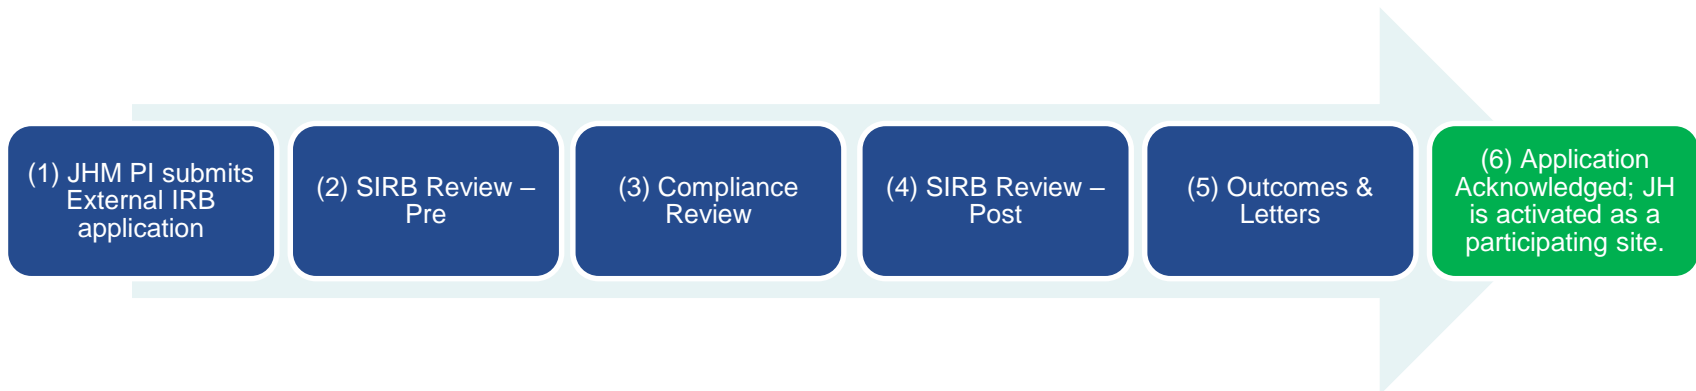 (1) JHM PI submits
External IRB
application
(2) SIRB Review –
Pre
(3) Compliance
Review
(4) SIRB Review –
Post
(5) Outcomes &
Letters
(6) Application
Acknowledged; JH
is activated as a
participating site.